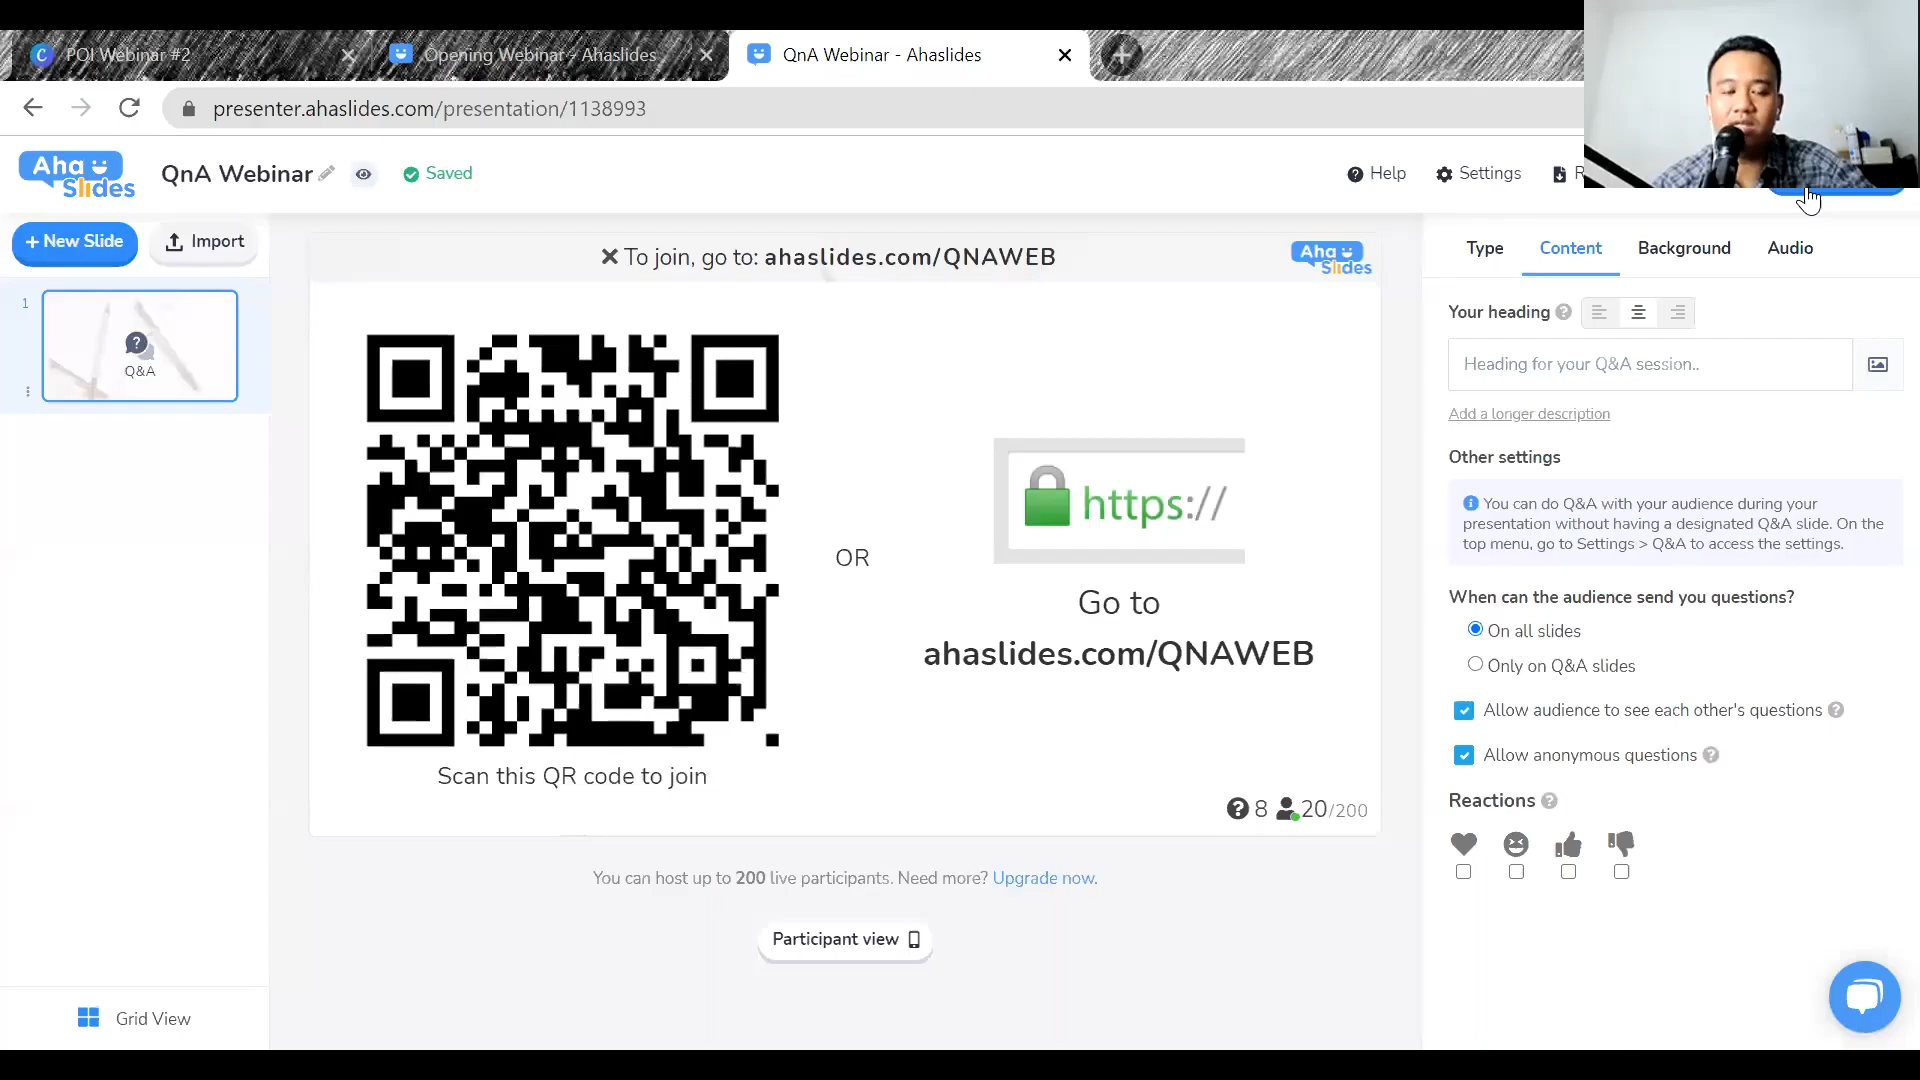 POI Webinar #2
Opening Webinar - Ahaslides
QnA Webinar - Ahaslides
presenter.ahaslides.com/presentation/1138993
Aha Slides
QnA Webinar
Saved
Help
Settings
R
+ New Slide
Import
1
Q&A
Grid View
To join, go to: ahaslides.com/QNAWEB
Aha Slides
https://
OR
Go to
ahaslides.com/QNAWEB
Scan this QR code to join
8 20/200
You can host up to 200 live participants. Need more? Upgrade now.
Participant view
Type
Content
Background
Audio
Your heading
Heading for your Q&A session..
Add a longer description
Other settings
You can do Q&A with your audience during your
presentation without having a designated Q&A slide. On the
top menu, go to Settings > Q&A to access the settings.
When can the audience send you questions?
On all slides
Only on Q&A slides
Allow audience to see each other's questions
Allow anonymous questions
Reactions